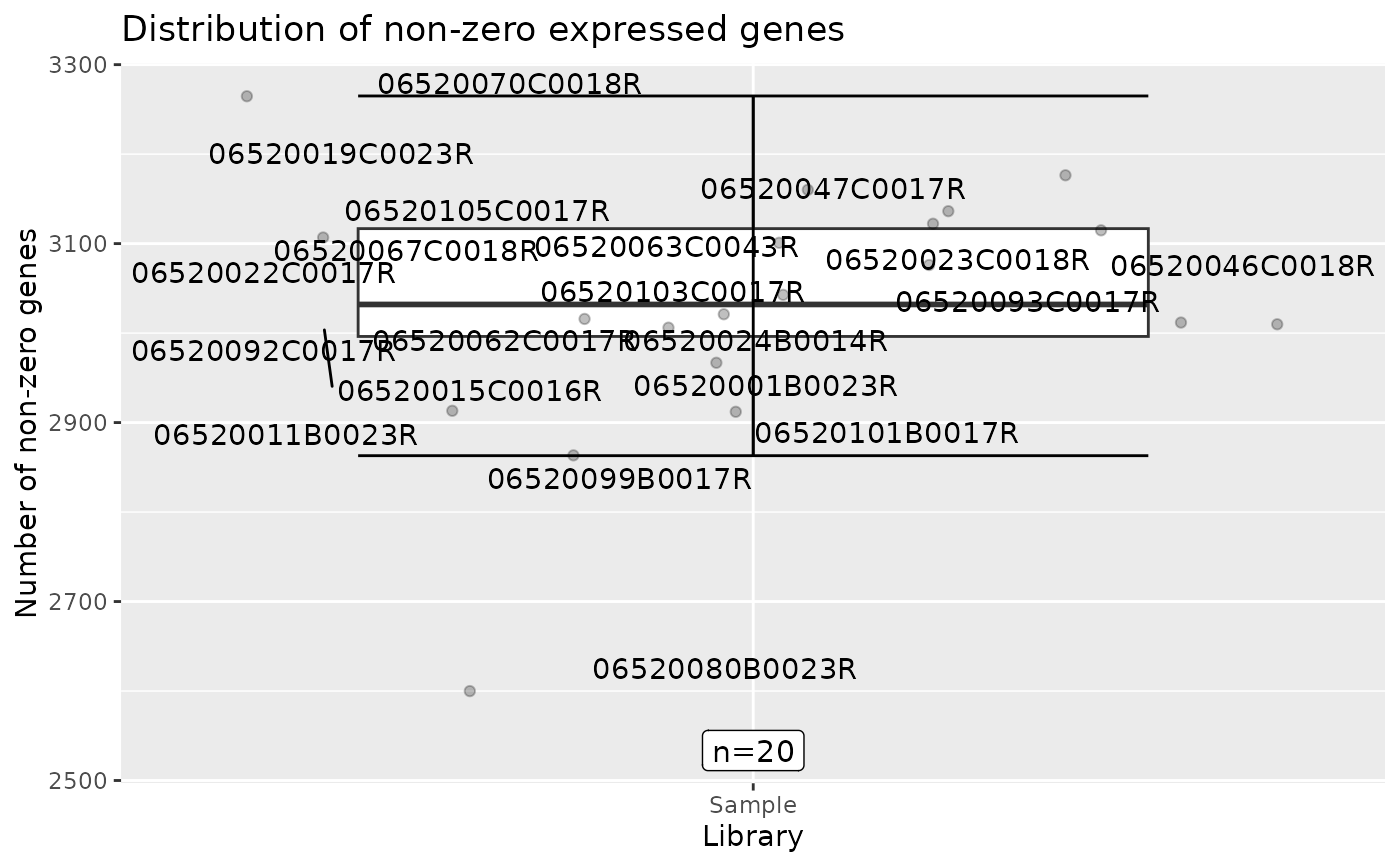 Distribution of non-zero expressed genes
Number of non-zero genes
3300
3100
2900
2700
2500
06520070C0018R
06520019C0023R
06520047C0017R
06520105C0017R
06520067C0018R
06520063C0043R
06520023C0018R
06520046C0018R
06520022C0017R
06520103C0017R
06520093C0017R
06520092C0017R
06520062C0017R
06520024B0014R
06520015C0016R
06520001B0023R
06520011B0023R
06520101B0017R
06520099B0017R
06520080B0023R
n=20
Sample
Library